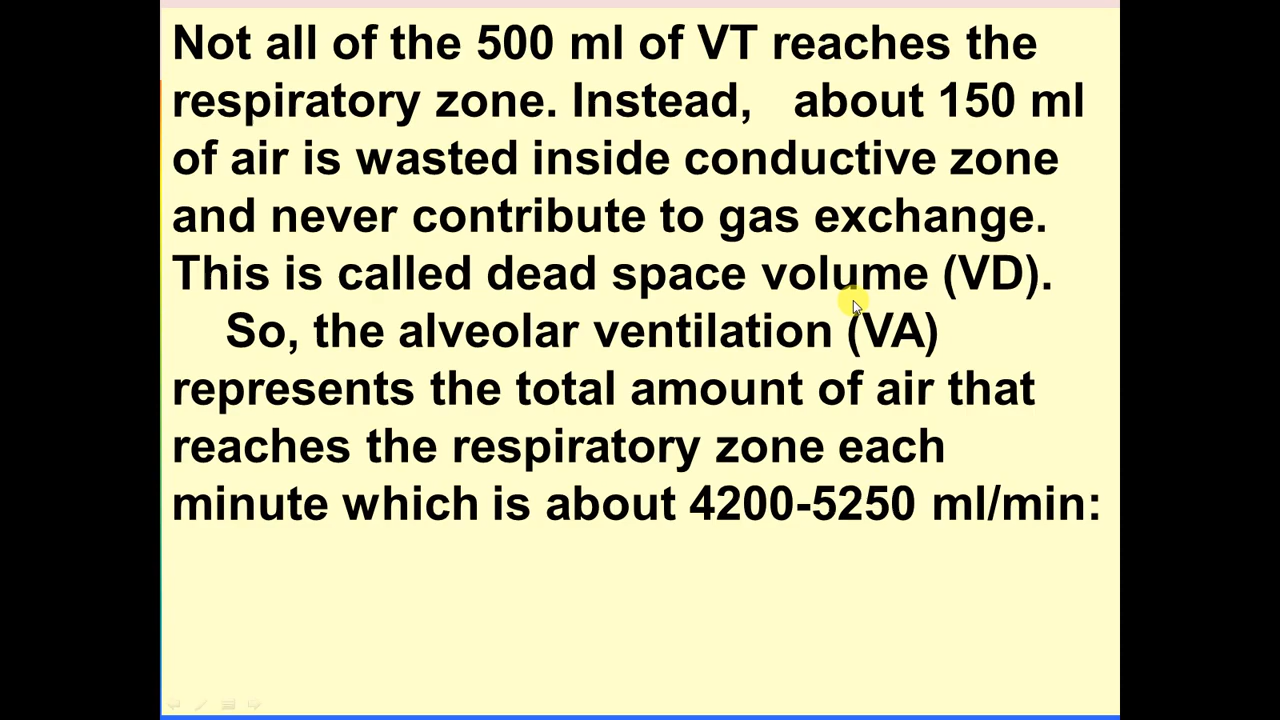 Not all of the 500 ml of VT reaches the
respiratory zone. Instead, about 150 ml
of air is wasted inside conductive zone
and never contribute to gas exchange.
This is called dead space volume (VD).
So, the alveolar ventilation (VA)
represents the total amount of air that
reaches the respiratory zone each
minute which is about 4200-5250 ml/min: